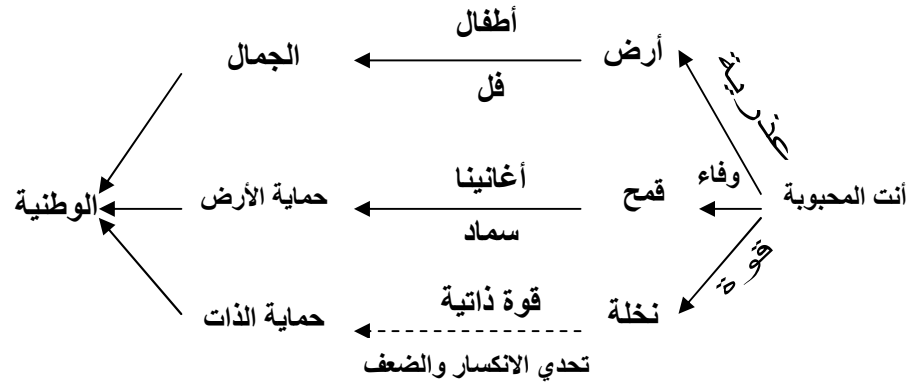 أطفال
أرض
الجمال
فل
عذرية
أغانينا
وفاء
أنت المحبوبة
قمح
حماية الأرض
الوطنية
سماد
قوة
قوة ذاتية
نخلة
حماية الذات
تحدي الانكسار والضعف